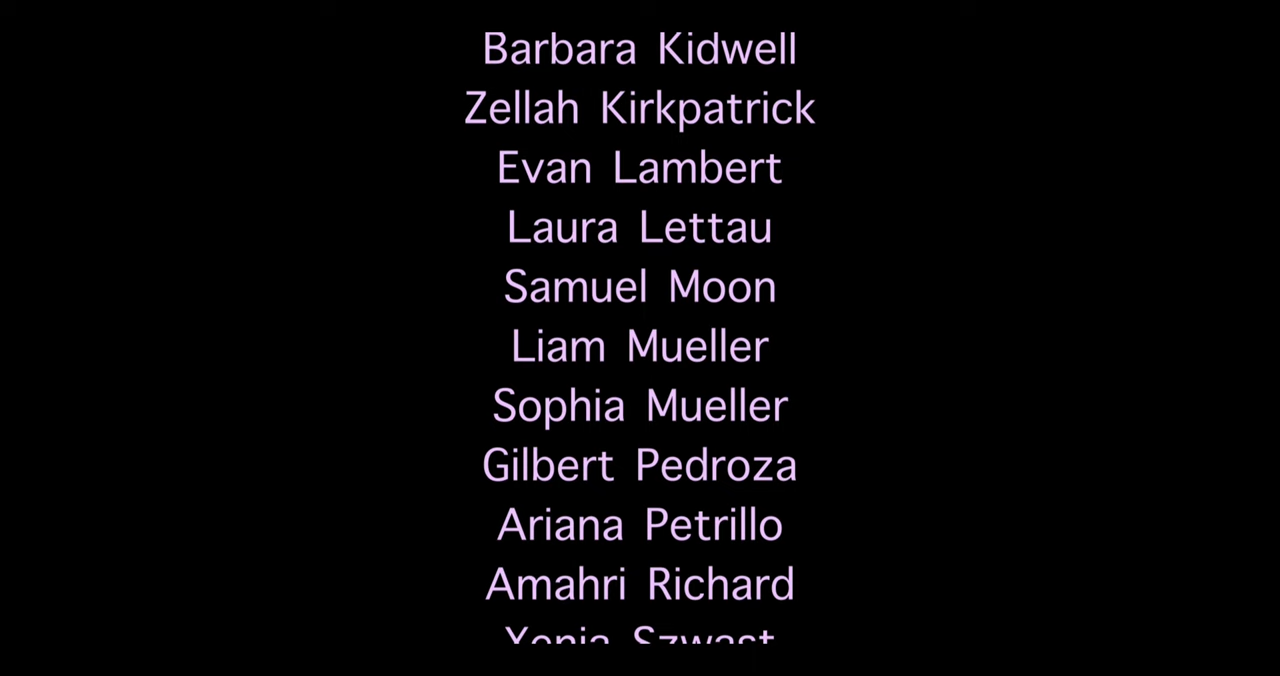 Barbara Kidwell
Zellah Kirkpatrick
Evan Lambert
Laura Lettau
Samuel Moon
Liam Mueller
Sophia Mueller
Gilbert Pedroza
Ariana Petrillo
Amahri Richard